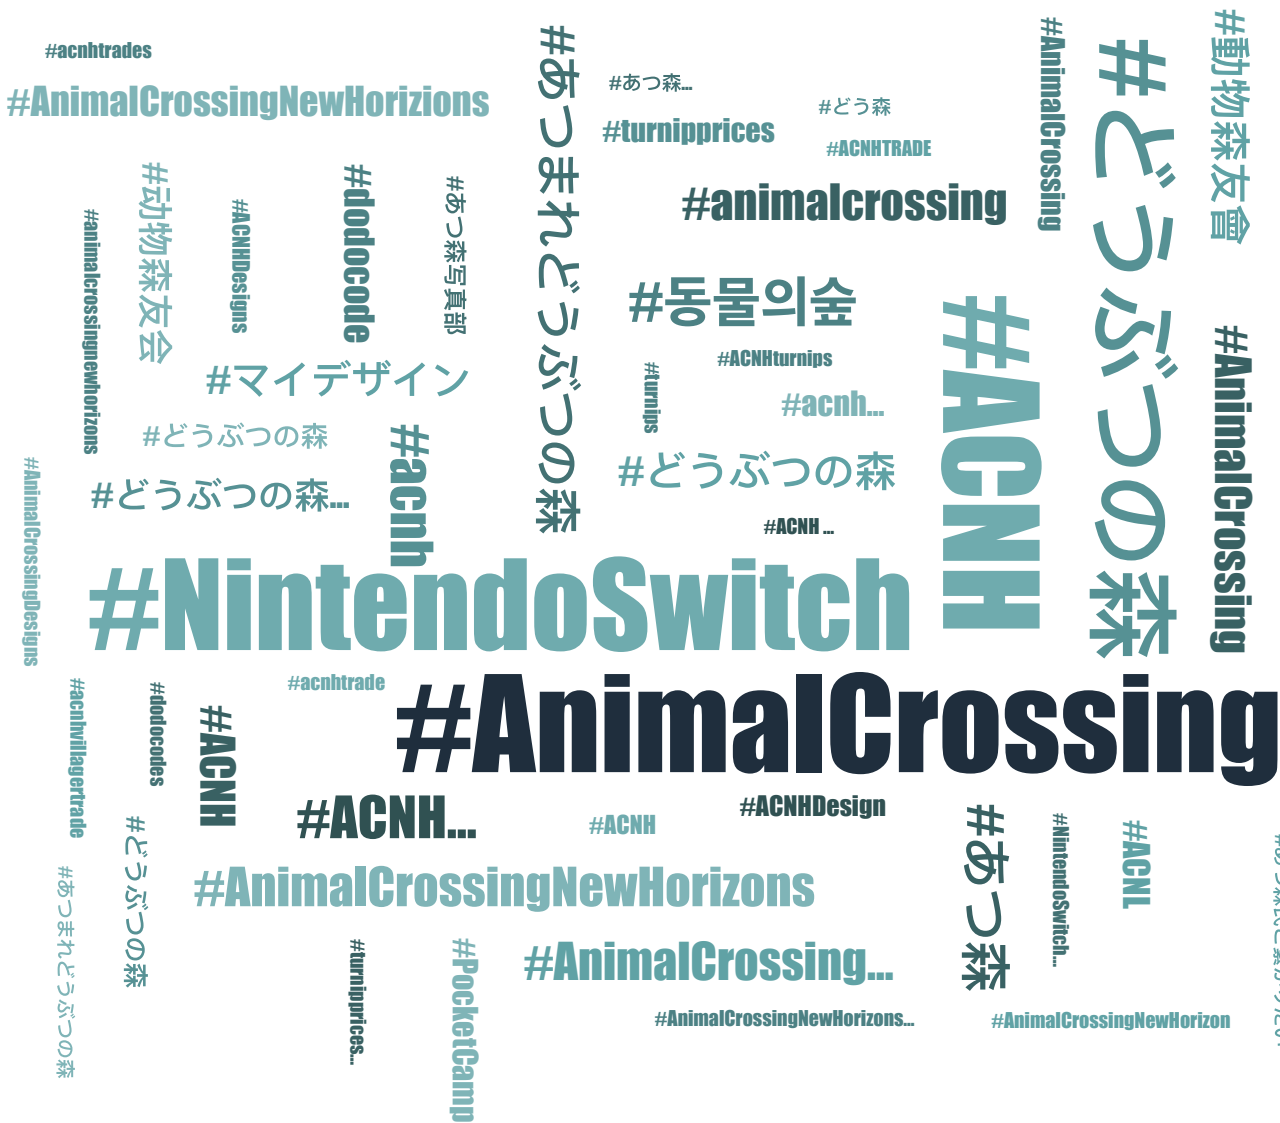 #acnhtrades
#AnimalCrossingNewHorizions
#あつまれどうぶつの森
#あつ森...
#どう森
#turnipprices
#ACNHTRADE
#animalcrossing
#AnimalCrossing
#どうぶつの森
#動物森友會
#动物森友会
#animalcrossingnewhorizons
#ACNHDesigns
#dodocode
#あつ森写真部
#동물의숲
#ACNH
#AnimalCrossing
#マイデザイン
#ACNHturnips
#turnips
#acnh...
#どうぶつの森
#acnh
#どうぶつの森
#どうぶつの森...
#AnimalCrossingDesigns
#ACNH ...
#NintendoSwitch
#acnhtrade
#AnimalCrossing
#acnhvillagertrade
#dodocodes
#ACNH
#ACNH...
#ACNH
#ACNHDesign
#あつ森
#NintendoSwitch...
#ACNL
#どうぶつの森
#あつまれどうぶつの森
#AnimalCrossingNewHorizons
#turnipprices...
#PocketCamp
#AnimalCrossing...
#AnimalCrossingNewHorizons...
#AnimalCrossingNewHorizon